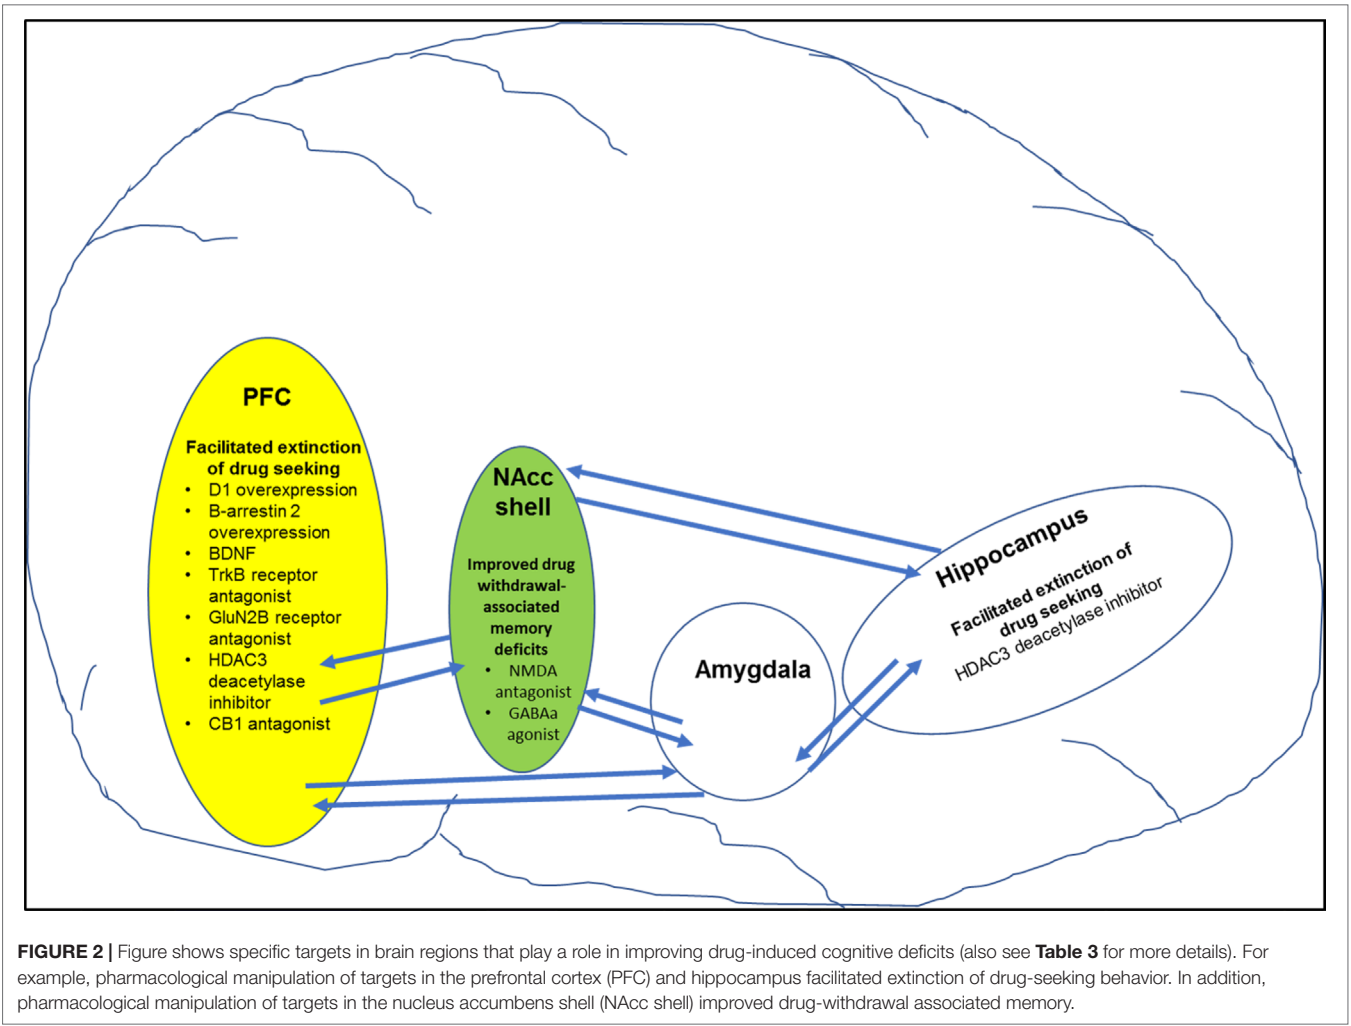 PFC
Facilitated extinction
of drug seeking
• D1 overexpression
• B-arrestin 2
overexpression
• BDNF
• TrkB receptor
antagonist
• GluN2B receptor
antagonist
• HDAC3
deacetylase
inhibitor
• CB1 antagonist
NAcc
shell
Improved drug
withdrawal-
associated
memory
deficits
• NMDA
antagonist
• GABAa
agonist
Amygdala
Hippocampus
Facilitated extinction of
drug seeking
HDAC3 deacetylase inhibitor
FIGURE 2 | Figure shows specific targets in brain regions that play a role in improving drug-induced cognitive deficits (also see Table 3 for more details). For
example, pharmacological manipulation of targets in the prefrontal cortex (PFC) and hippocampus facilitated extinction of drug-seeking behavior. In addition,
pharmacological manipulation of targets in the nucleus accumbens shell (NAcc shell) improved drug-withdrawal associated memory.